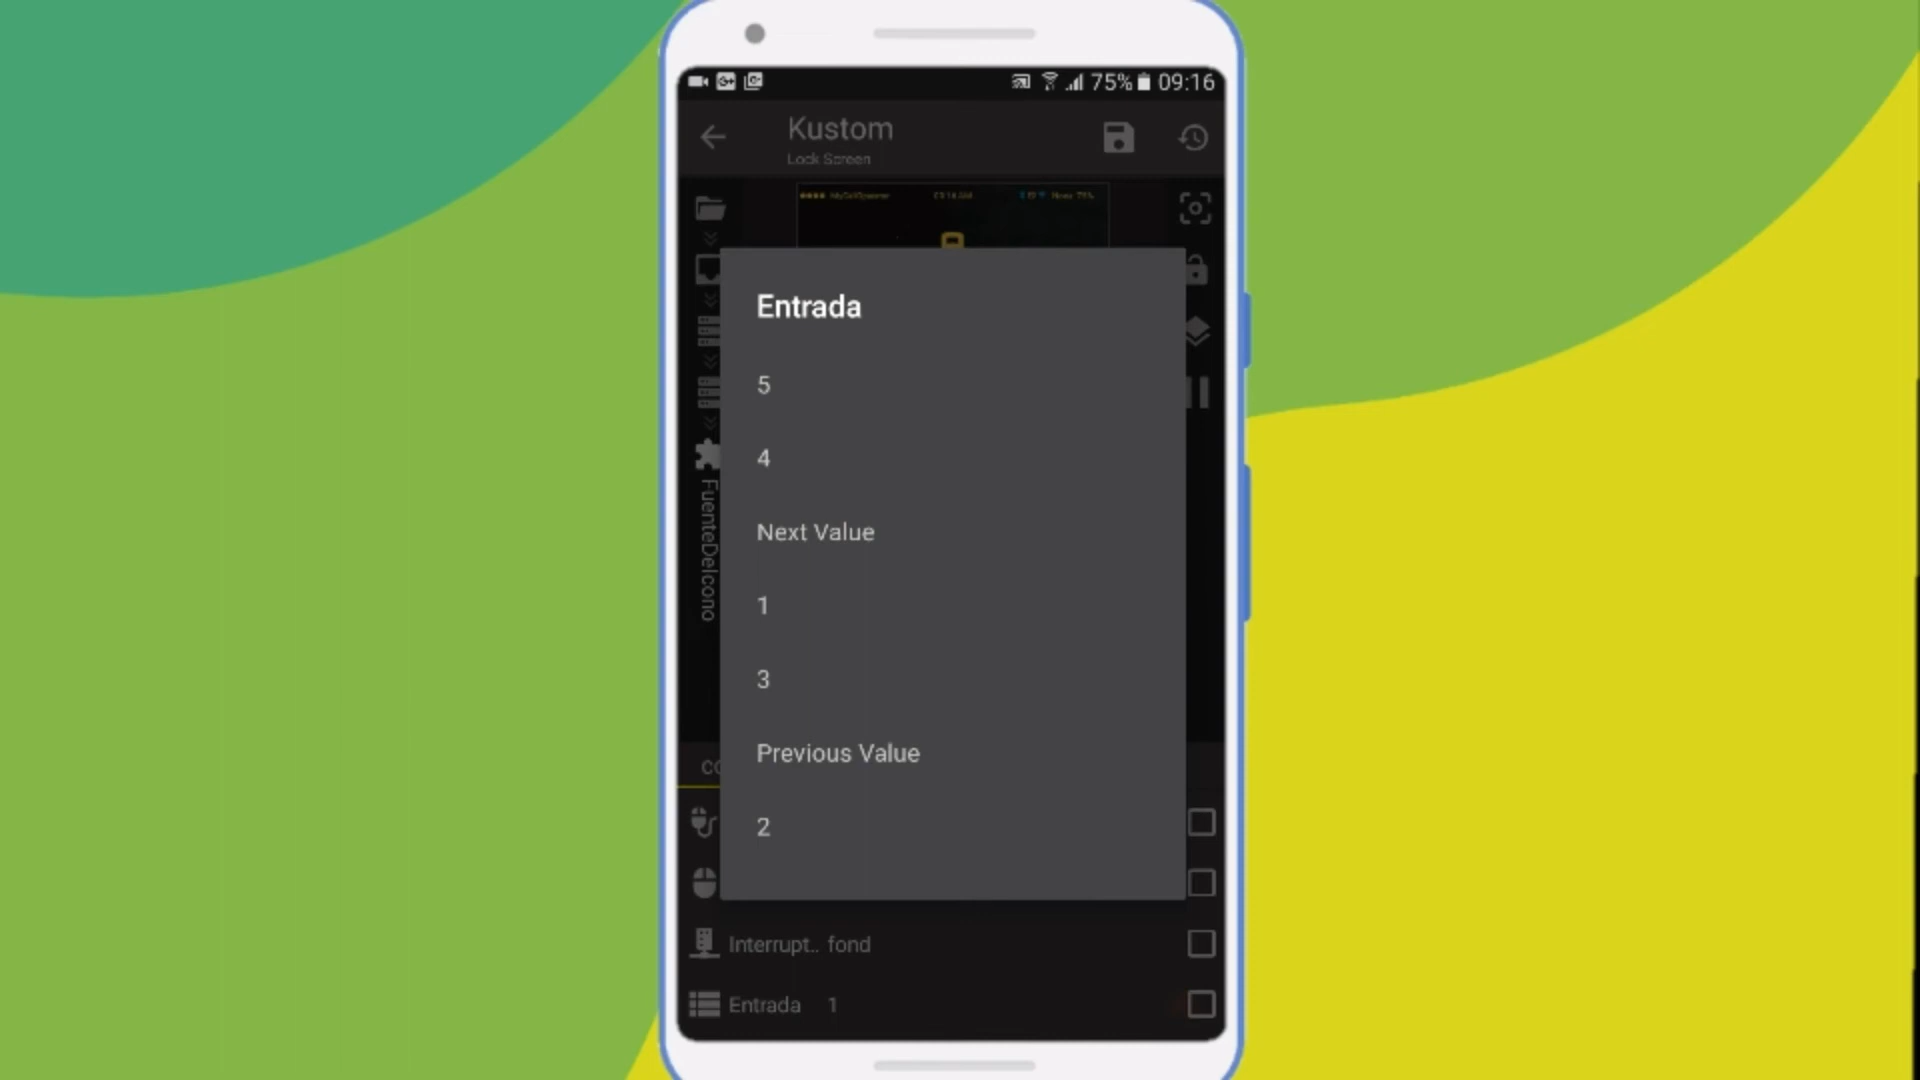 75% 09:16
Kustom
Lock Screen
Entrada
5
4
Next Value
1
3
Previous Value
2
FuenteDeIcono
Interrupt.. fond
Entrada 1